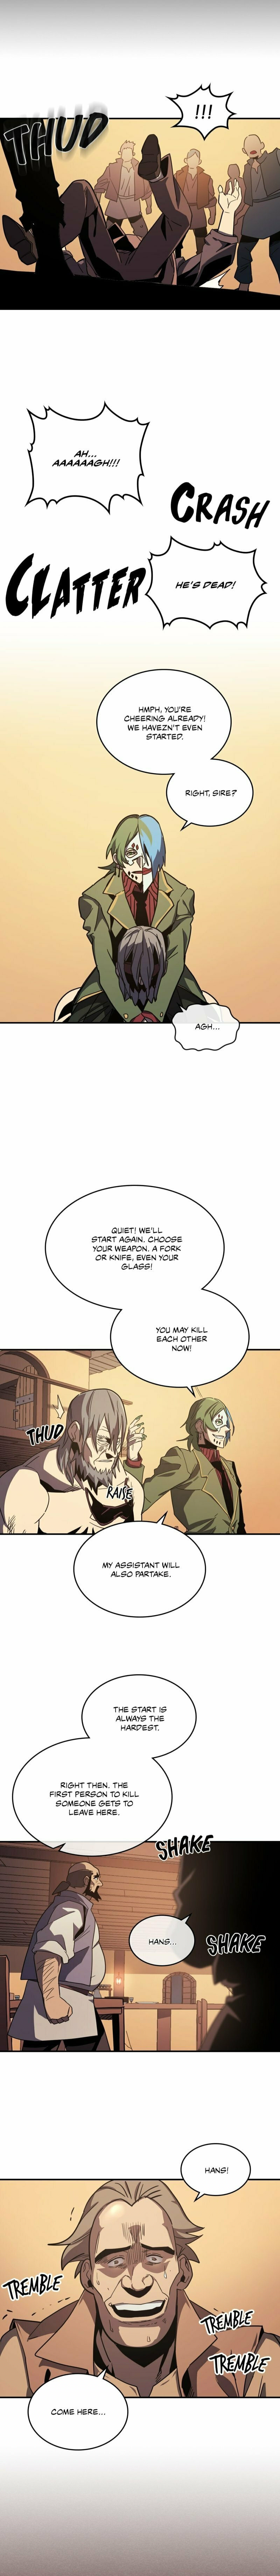 !!!
THUD
AH...
AAAAAAGH!!!
CRASH
CLATTER
HE'S DEAD!
HMPH, YOU'RE
CHEERING ALREADY!
WE HAVEZN'T EVEN
STARTED.
RIGHT, SIRE?
AGH...
QUIET! WE'LL
START AGAIN. CHOOSE
YOUR WEAPON. A FORK
OR KNIFE, EVEN YOUR
GLASS!
YOU MAY KILL
EACH OTHER
NOW!
THUD
RAISE
MY ASSISTANT WILL
ALSO PARTAKE.
THE START IS
ALWAYS THE
HARDEST.
RIGHT THEN. THE
FIRST PERSON TO KILL
SOMEONE GETS TO
LEAVE HERE.
SHAKE
HANS...
SHAKE
HANS!
TREMBLE
TREMBLE
TREMBLE
COME HERE...